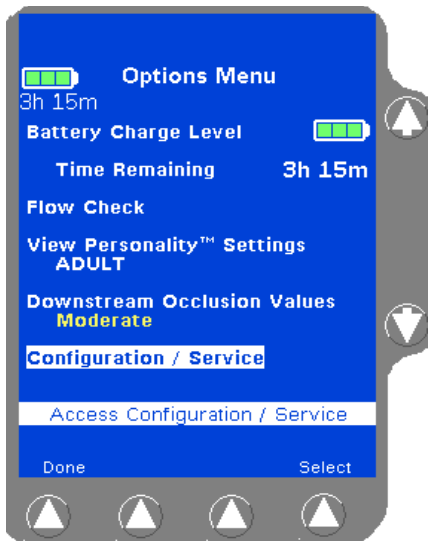 Options Menu
3h 15m
Battery Charge Level
Time Remaining 3h 15m
Flow Check
View Personality™ Settings
ADULT
Downstream Occlusion Values
Moderate
Configuration / Service
Access Configuration / Service
Done Select